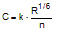 C = k · R^1/6 / n